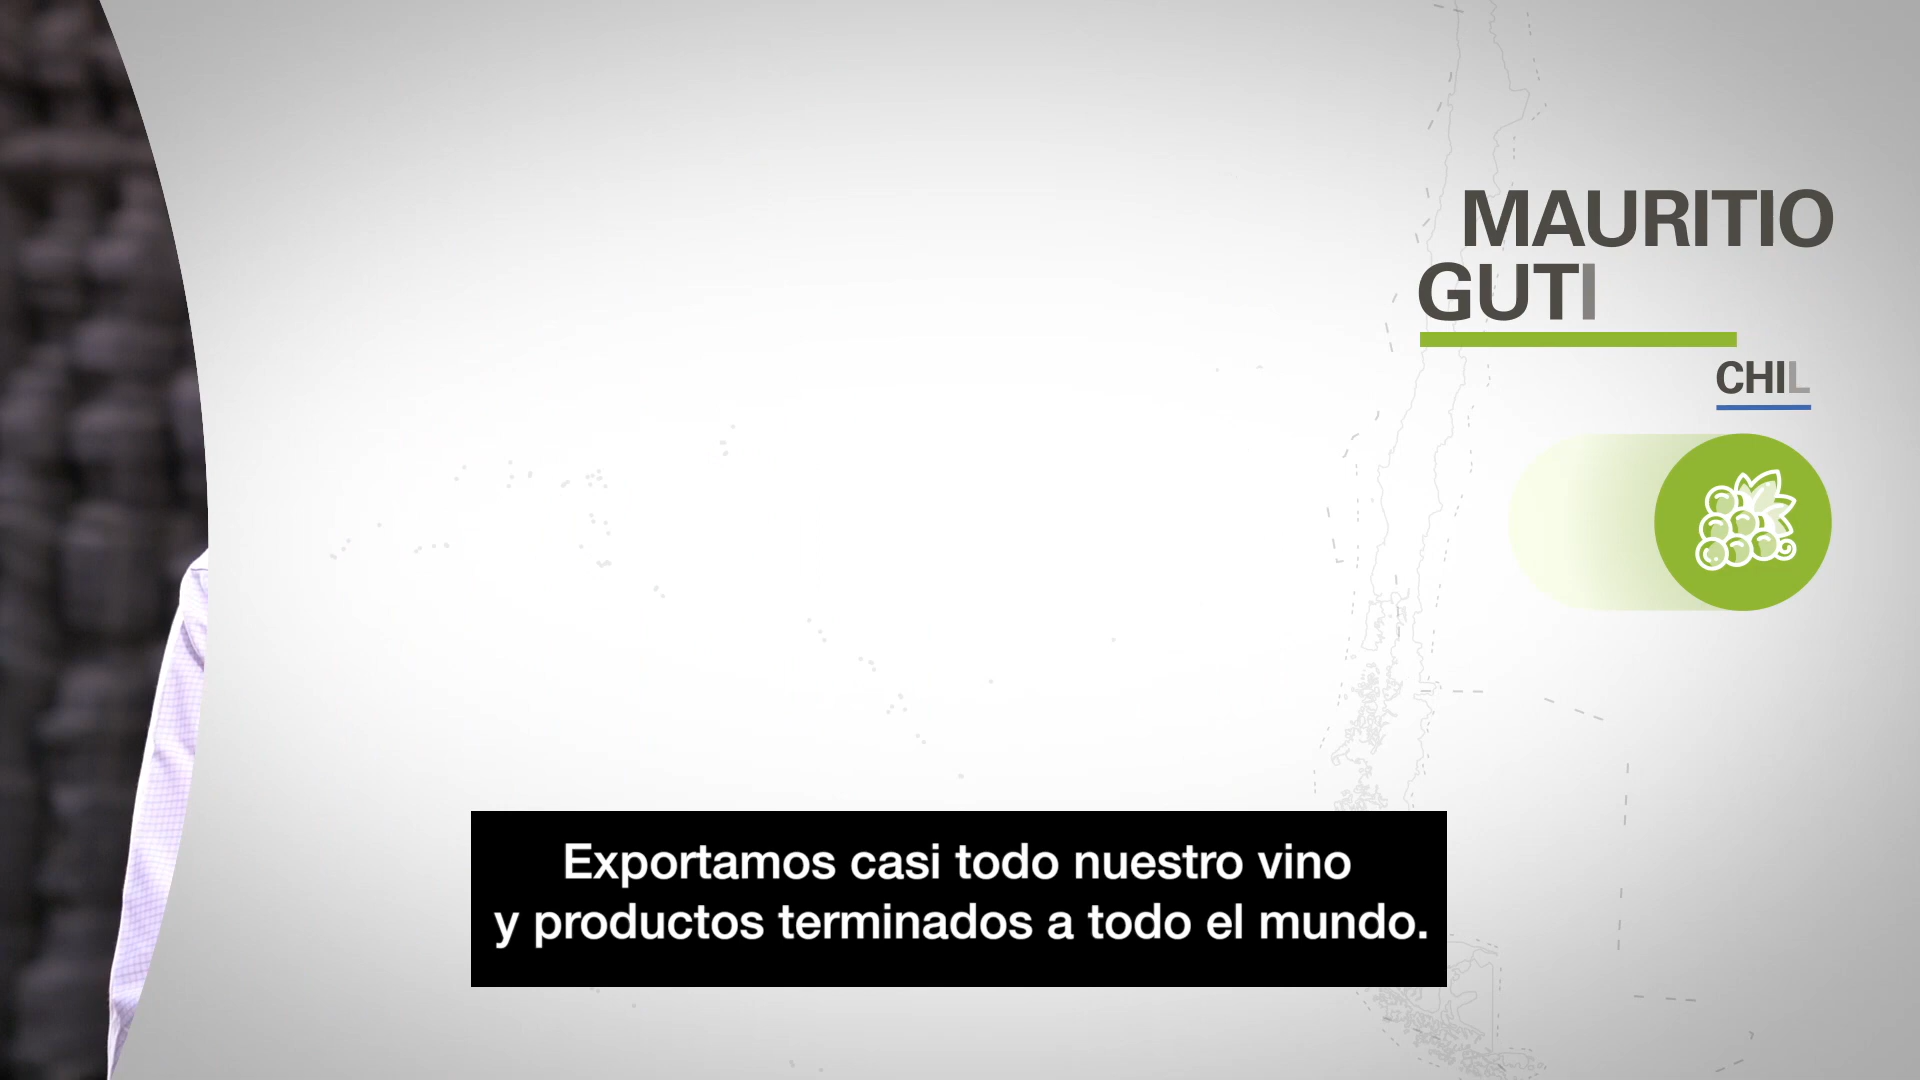 MAURITIO
GUTI
CHIL
Exportamos casi todo nuestro vino
y productos terminados a todo el mundo.